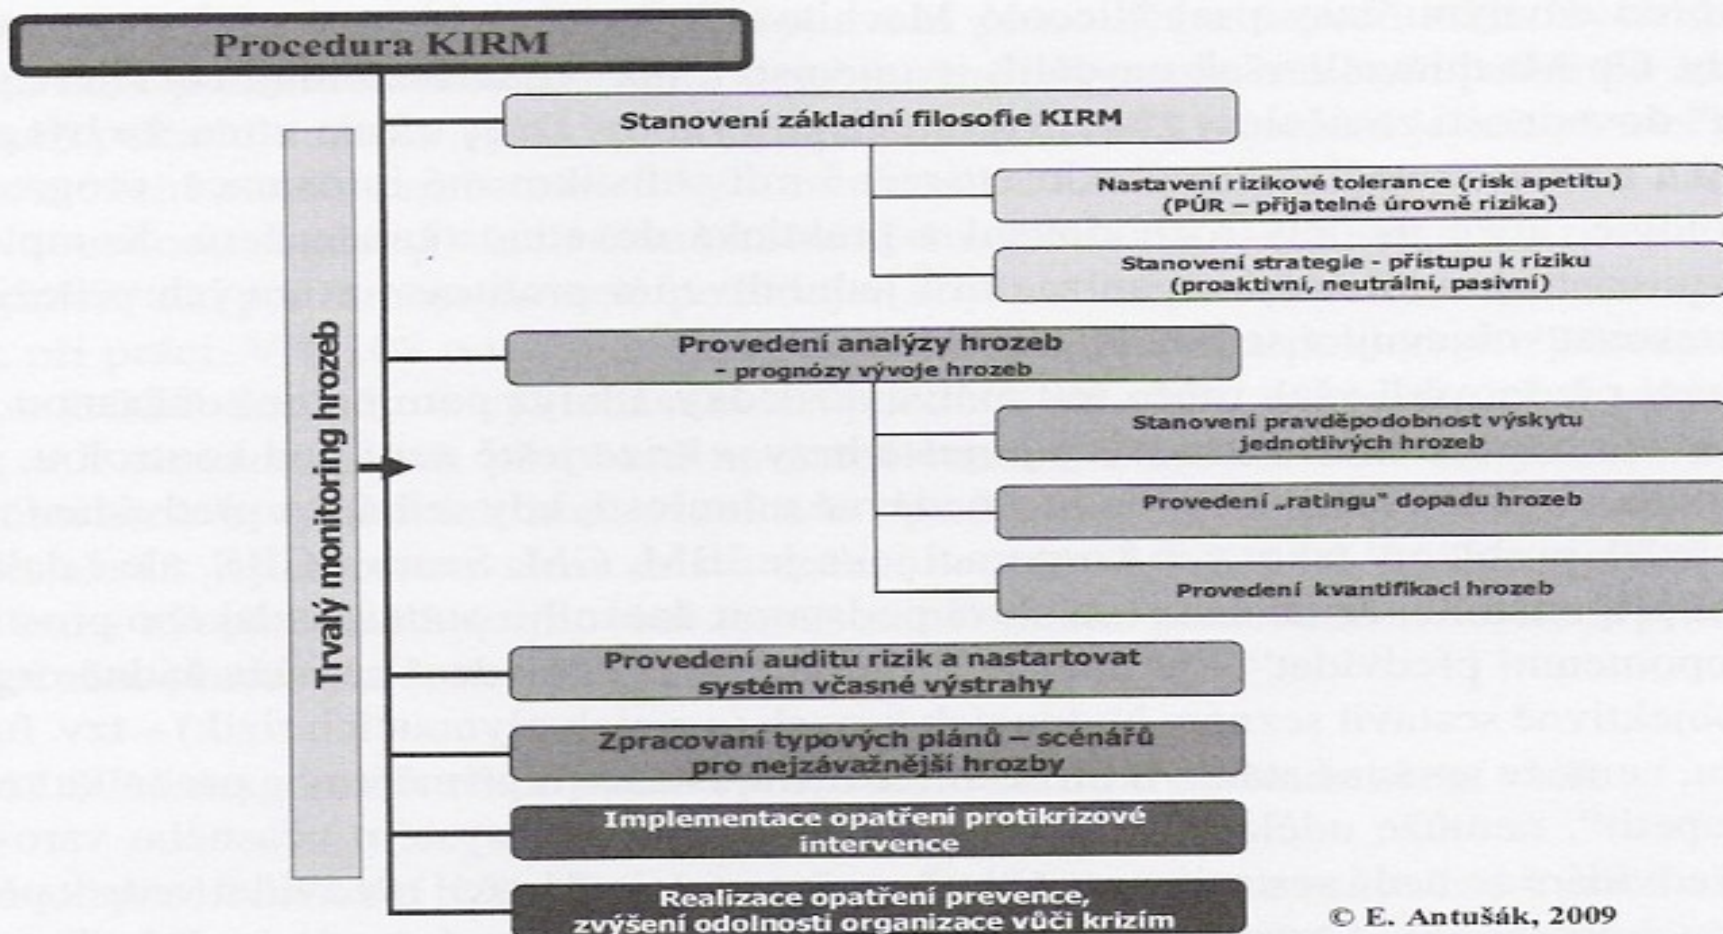 Procedura KIRM
Stanovení základní filosofie KIRM
Nastavení rizikové tolerance (risk apetitu)
(PÚR – přijatelné úrovně rizika)
Stanovení strategie - přístupu k riziku
(proaktivní, neutrální, pasivní)
Provedení analýzy hrozeb
- prognózy vývoje hrozeb
Stanovení pravděpodobnost výskytu
jednotlivých hrozeb
Provedení „ratingu" dopadu hrozeb
Provedení kvantifikaci hrozeb
Provedení auditu rizik a nastartovat
– systém včasné výstrahy
Zpracovaní typových plánů – scénářů
pro nejzávažnější hrozby
Implementace opatření protikrizové
intervence
Realizace opatření prevence,
zvýšení odolnosti organizace vůči krizím
Trvalý monitoring hrozeb
© E. Antušák, 2009